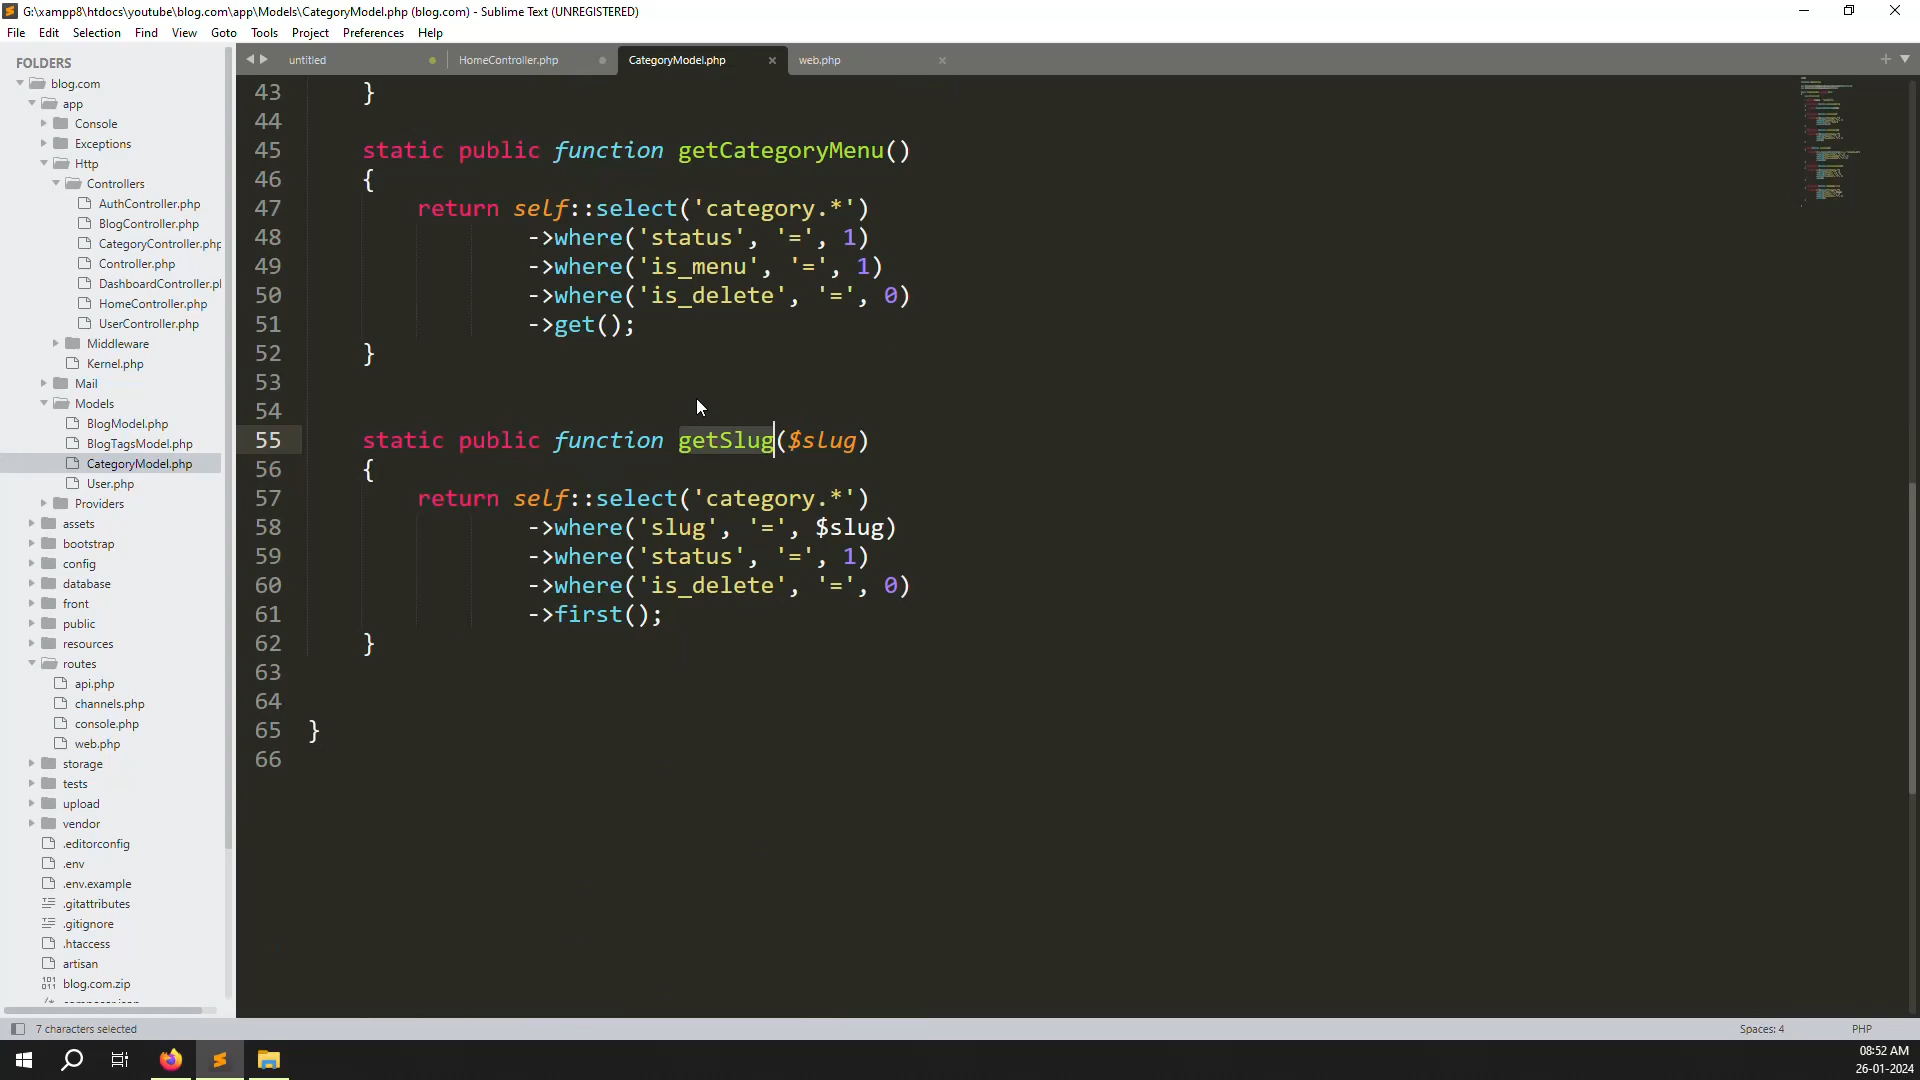 G:\xampp8\htdocs\youtube\blog.com\app\Models\CategoryModel.php (blog.com) - Sublime Text (UNREGISTERED)
File Edit Selection Find View Goto Tools Project Preferences Help
FOLDERS
blog.com
app
Console
Exceptions
Http
Controllers
AuthController.php
BlogController.php
CategoryController.php
Controller.php
DashboardController.pl
HomeController.php
UserController.php
Middleware
Kernel.php
Mail
Models
BlogModel.php
BlogTagsModel.php
CategoryModel.php
User.php
Providers
assets
bootstrap
config
database
front
public
resources
routes
api.php
channels.php
console.php
web.php
storage
tests
upload
vendor
.editorconfig
.env
.env.example
.gitattributes
.gitignore
.htaccess
artisan
blog.com.zip
untitled HomeController.php CategoryModel.php web.php
43 }
44
45 static public function getCategoryMenu()
46 {
47 return self::select('category.*')
48 ->where('status', '=', 1)
49 ->where('is_menu', '=', 1)
50 ->where('is_delete', '=', 0)
51 ->get();
52 }
53
54
55 static public function getSlug($slug)
56 {
57 return self::select('category.*')
58 ->where('slug', '=', $slug)
59 ->where('status', '=', 1)
60 ->where('is_delete', '=', 0)
61 ->first();
62 }
63
64
65 }
66
7 characters selected Spaces: 4 PHP
08:52 AM
26-01-2024